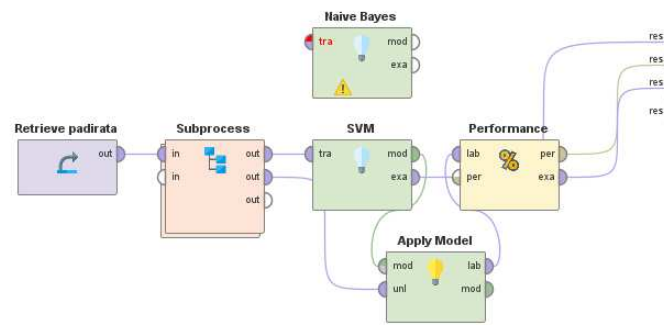 Naive Bayes
tra mod
exa
res
res
res
res
Retrieve padirata
out
Subprocess
in out
in out
out
SVM
tra mod
exa
Performance
lab per
per exa
Apply Model
mod lab
unl mod